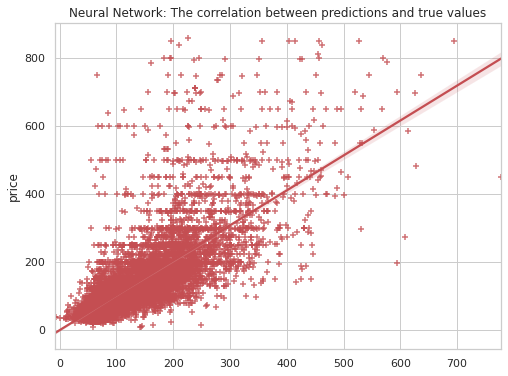 Neural Network: The correlation between predictions and true values
800
600
400
200
0
price
0 100 200 300 400 500 600 700